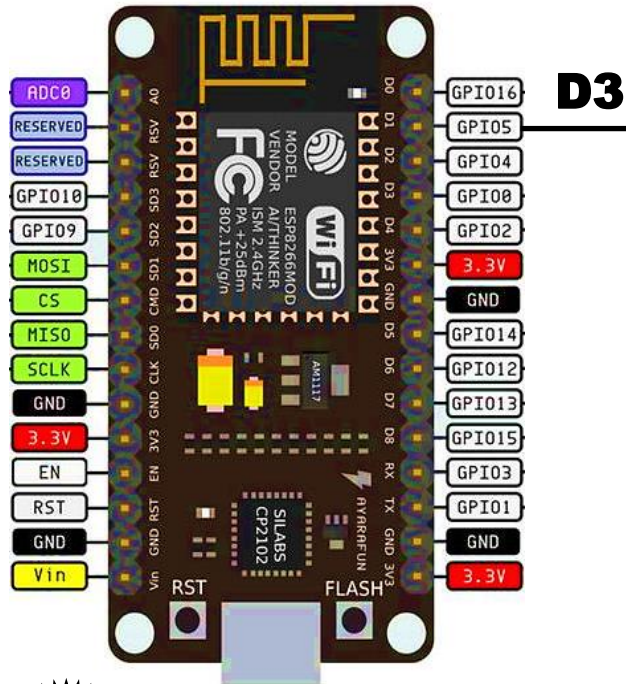 ADC0
RESERVED
RESERVED
GPIO10
GPIO9
MOSI
CS
MISO
SCLK
GND
3.3V
EN
RST
GND
Vin
A0
RSV
RSV
SD3
SD2
SD1
CMD
SD0
CLK
GND
3V3
EN
RST
GND
Vin
MODEL
VENDOR
ESP8266MOD
AI/THINKER
ISM 2.4GHz
PA +25dBm
802.11b/g/n
FC
Wi Fi
AM1117
SILABS
CP2102
AYARAFUN
RST
FLASH
D0
D1
D2
D3
D4
3V3
GND
D5
D6
D7
D8
RX
TX
GND
3V3
GPIO16
GPIO5
GPIO4
GPIO0
GPIO2
3.3V
GND
GPIO14
GPIO12
GPIO13
GPIO15
GPIO3
GPIO1
GND
3.3V
D3